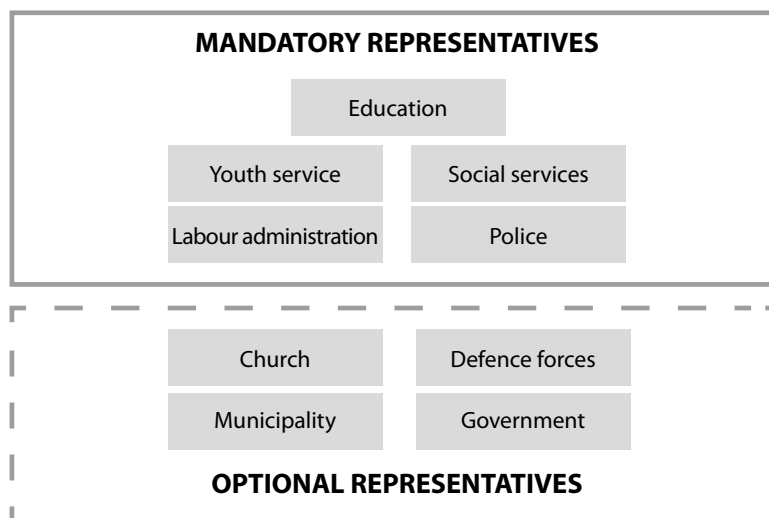 MANDATORY REPRESENTATIVES
Education
Youth service
Social services
Labour administration
Police
Church
Defence forces
Municipality
Government
OPTIONAL REPRESENTATIVES